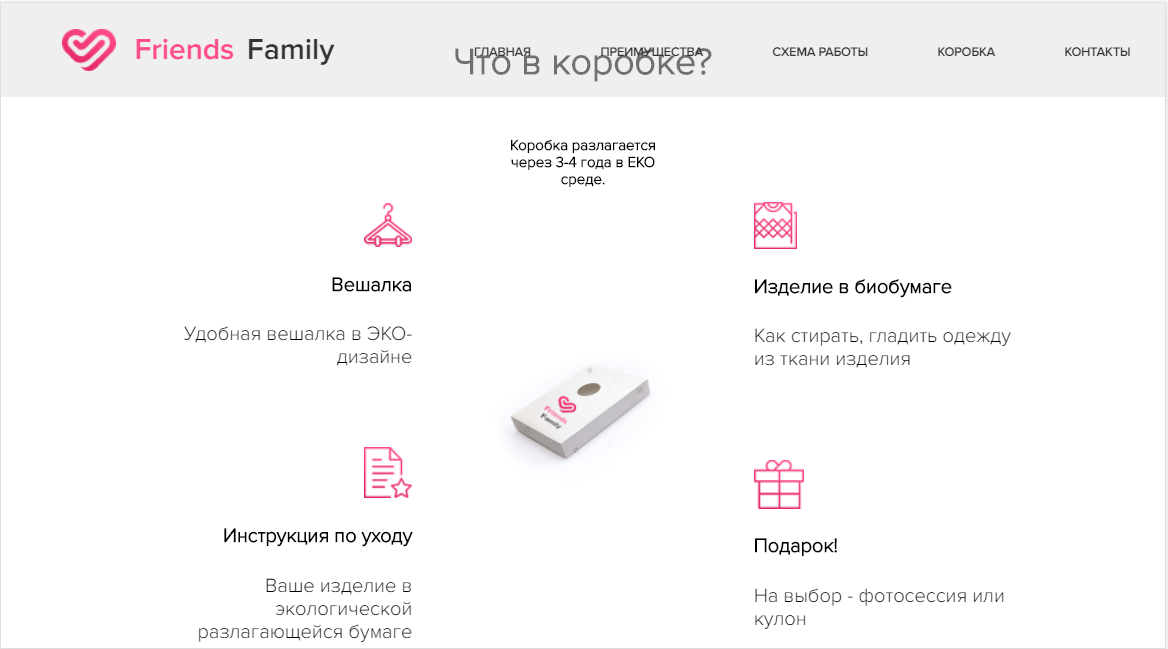 Friends Family
ГЛАВНАЯ
ПРЕИМУЩЕСТВА
СХЕМА РАБОТЫ
КОРОБКА
КОНТАКТЫ
Что в коробке?
Коробка разлагается
через 3-4 года в ЕКО
среде.
Вешалка
Удобная вешалка в ЭКО-
дизайне
Изделие в биобумаге
Как стирать, гладить одежду
из ткани изделия
Friends
Family
Инструкция по уходу
Ваше изделие в
экологической
разлагающейся бумаге
Подарок!
На выбор - фотосессия или
кулон